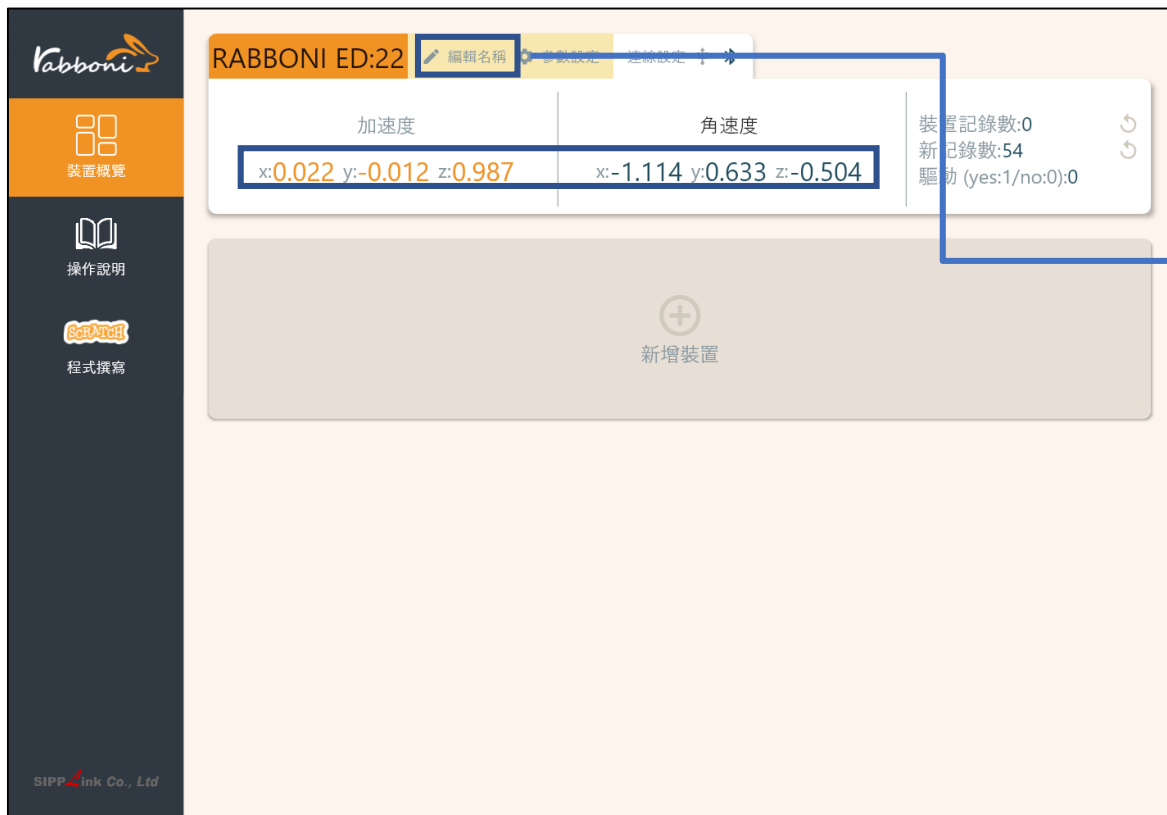 rabboni
裝置概覽
操作說明
SCRATCH
程式撰寫
SIPPLink Co., Ltd
RABBONI ED:22 編輯名稱 參數設定 連線設定
加速度
x:0.022 y:-0.012 z:0.987
角速度
x:-1.114 y:0.633 z:-0.504
裝置記錄數:0
新記錄數:54
驅動 (yes:1/no:0):0
新增裝置